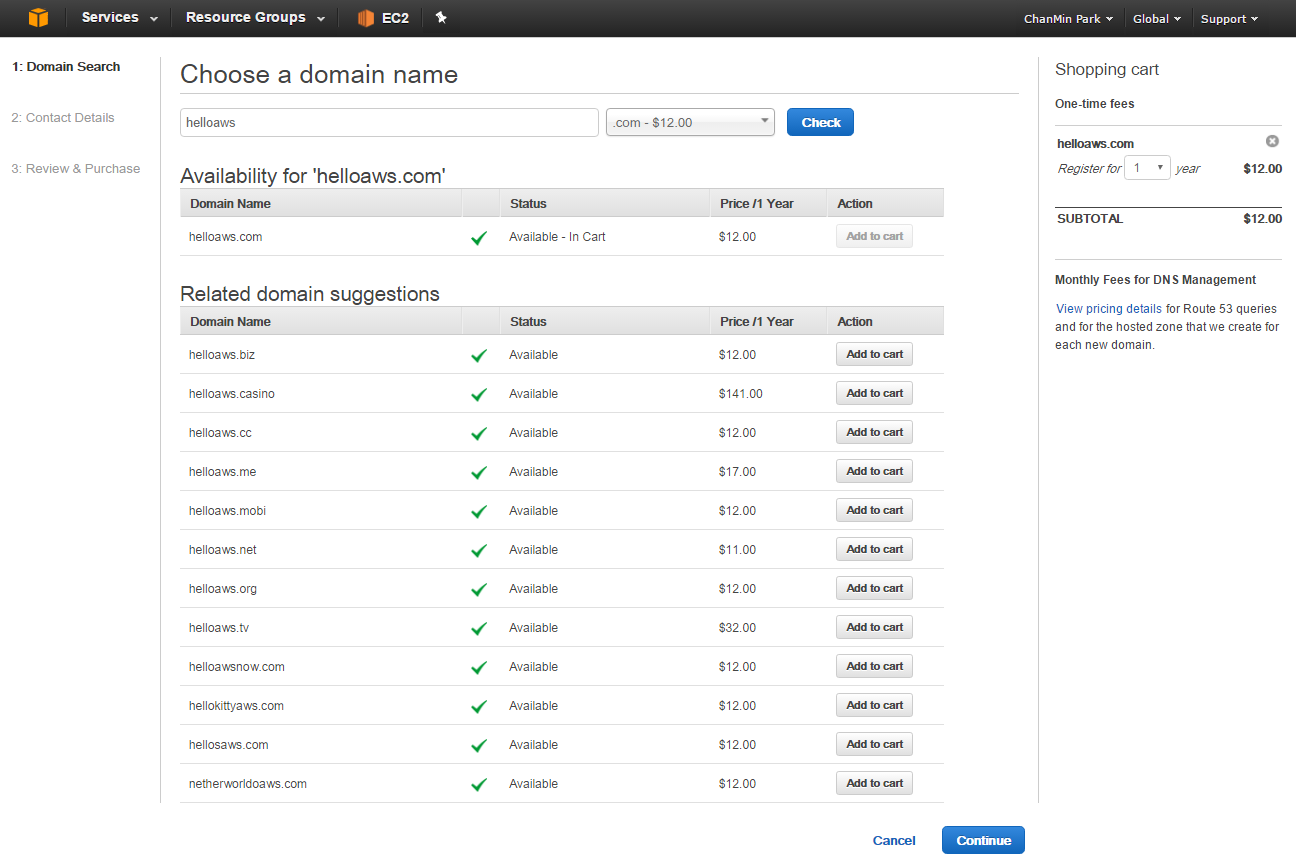 Services Resource Groups EC2 ChanMin Park Global Support
1: Domain Search
2: Contact Details
3: Review & Purchase
Choose a domain name
helloaws .com - $12.00 Check
Availability for 'helloaws.com'
Domain Name Status Price /1 Year Action
helloaws.com Available - In Cart $12.00 Add to cart
Related domain suggestions
Domain Name Status Price /1 Year Action
helloaws.biz Available $12.00 Add to cart
helloaws.casino Available $141.00 Add to cart
helloaws.cc Available $12.00 Add to cart
helloaws.me Available $17.00 Add to cart
helloaws.mobi Available $12.00 Add to cart
helloaws.net Available $11.00 Add to cart
helloaws.org Available $12.00 Add to cart
helloaws.tv Available $32.00 Add to cart
helloawsnow.com Available $12.00 Add to cart
hellokittyaws.com Available $12.00 Add to cart
hellosaws.com Available $12.00 Add to cart
netherworldoaws.com Available $12.00 Add to cart
Cancel Continue
Shopping cart
One-time fees
helloaws.com
Register for 1 year $12.00
SUBTOTAL $12.00
Monthly Fees for DNS Management
View pricing details for Route 53 queries
and for the hosted zone that we create for
each new domain.